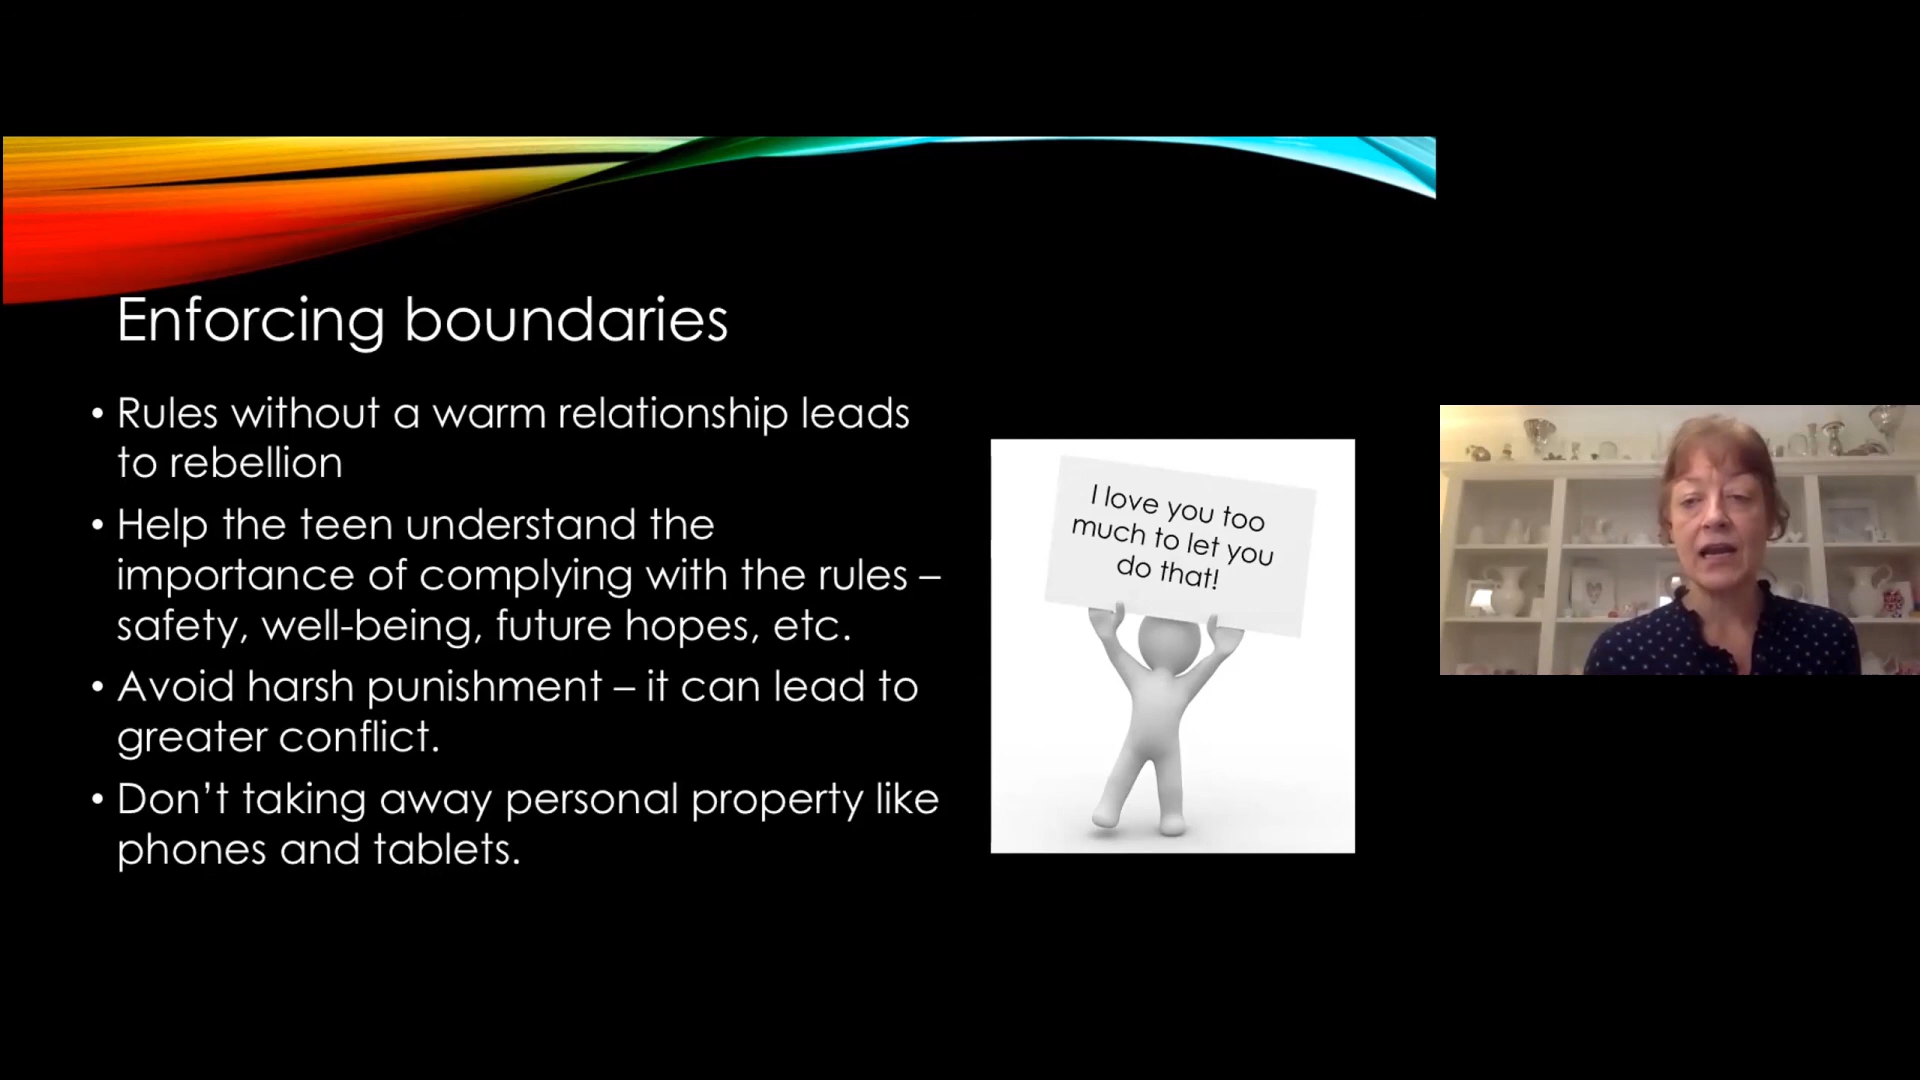 Enforcing boundaries
• Rules without a warm relationship leads
to rebellion
• Help the teen understand the
importance of complying with the rules –
safety, well-being, future hopes, etc.
• Avoid harsh punishment – it can lead to
greater conflict.
• Don’t taking away personal property like
phones and tablets.
I love you too
much to let you
do that!